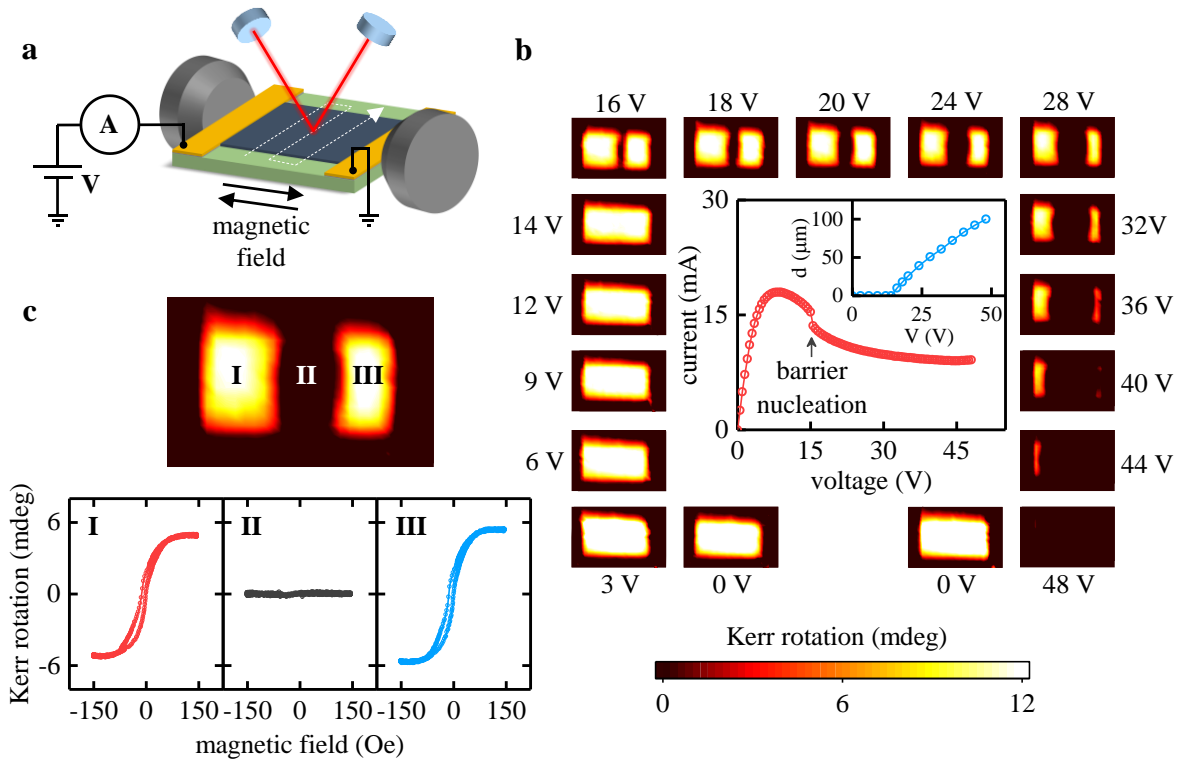 a
A
V
magnetic
field
b
16 V 18 V 20 V 24 V 28 V
14 V
12 V
9 V
6 V
3 V 0 V 0 V 48 V
32V
36 V
40 V
44 V
30
15
0
current (mA)
0 15 30 45
voltage (V)
barrier
nucleation
100
50
0
d (μm)
0 25 50
V (V)
Kerr rotation (mdeg)
0 6 12
c
I II III
I II III
6
0
-6
Kerr rotation (mdeg)
-150 0 150 -150 0 150 -150 0 150
magnetic field (Oe)